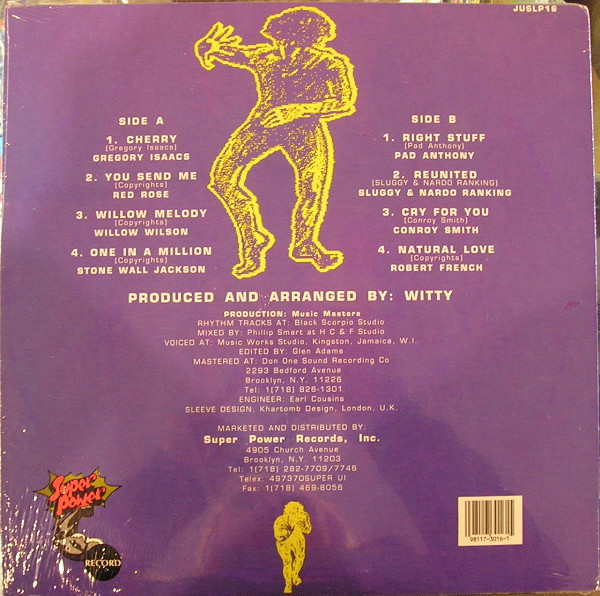 JUSLP16
SIDE A
1. CHERRY
(Gregory Isaacs)
GREGORY ISAACS
2. YOU SEND ME
(Copyrights)
RED ROSE
3. WILLOW MELODY
(Copyrights)
WILLOW WILSON
4. ONE IN A MILLION
(Copyrights)
STONE WALL JACKSON
SIDE B
1. RIGHT STUFF
(Pad Anthony)
PAD ANTHONY
2. REUNITED
(SLUGGY & NARDO RANKING)
SLUGGY & NARDO RANKING
3. CRY FOR YOU
(Conroy Smith)
CONROY SMITH
4. NATURAL LOVE
(Copyrights)
ROBERT FRENCH
PRODUCED AND ARRANGED BY: WITTY
PRODUCTION: Music Masters
RHYTHM TRACKS AT: Black Scorpio Studio
MIXED BY: Phillip Smart at H C & F Studio
VOICED AT: Music Works Studio, Kingston, Jamaica, W.I.
EDITED BY: Glen Adams
MASTERED AT: Don One Sound Recording Co
2293 Bedford Avenue
Brooklyn, N.Y. 11226
Tel: 1(718) 826-1301
ENGINEER: Earl Cousins
SLEEVE DESIGN: Khartomb Design, London, U.K.
MARKETED AND DISTRIBUTED BY:
Super Power Records, Inc.
4905 Church Avenue
Brooklyn, N.Y. 11203
Tel: 1(718) 282-7709/7746
Telex: 497370SUPER UI
Fax: 1(718) 469-8056
Super
Power
RECORD
98117-3016-1